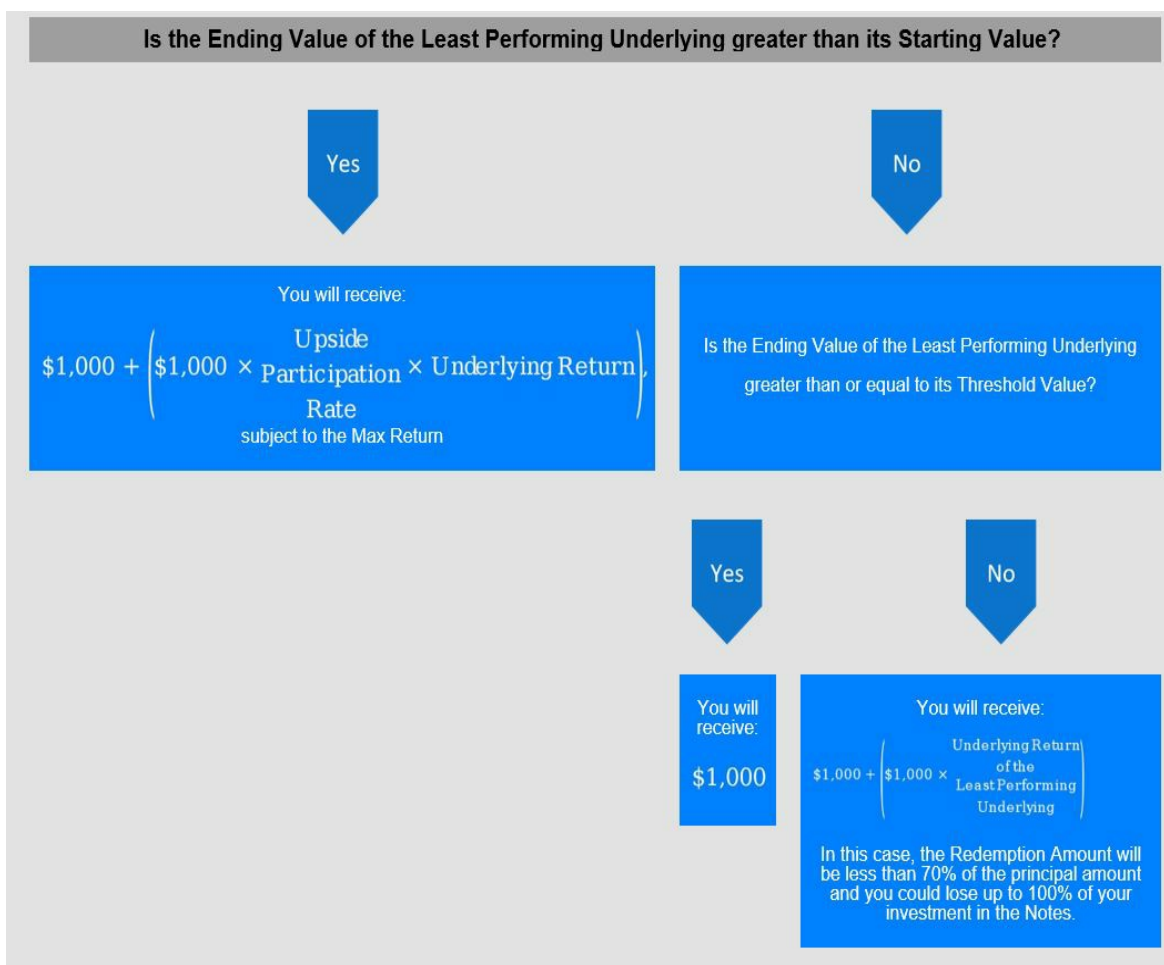 Is the Ending Value of the Least Performing Underlying greater than its Starting Value?
Yes
No
You will receive:
$1,000 + ($1,000 × Upside Participation Rate × Underlying Return),
subject to the Max Return
Is the Ending Value of the Least Performing Underlying
greater than or equal to its Threshold Value?
Yes
No
You will
receive:
$1,000
You will receive:
$1,000 + ($1,000 × Underlying Return of the Least Performing Underlying)
In this case, the Redemption Amount will
be less than 70% of the principal amount
and you could lose up to 100% of your
investment in the Notes.